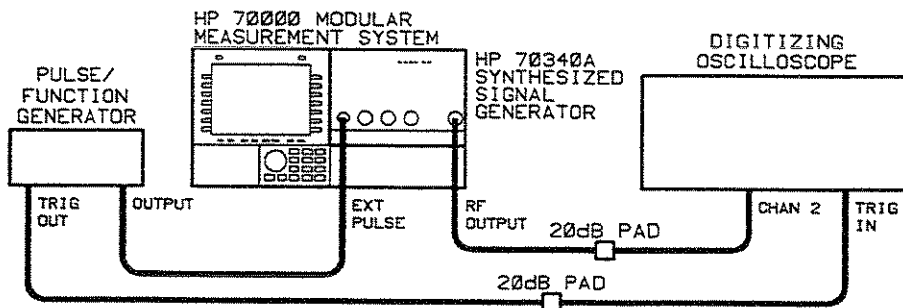 HP 70000 MODULAR
MEASUREMENT SYSTEM
PULSE/
FUNCTION
GENERATOR
HP 70340A
SYNTHESIZED
SIGNAL
GENERATOR
DIGITIZING
OSCILLOSCOPE
TRIG
OUT
OUTPUT
EXT
PULSE
RF
OUTPUT
CHAN 2
TRIG
IN
20dB PAD
20dB PAD